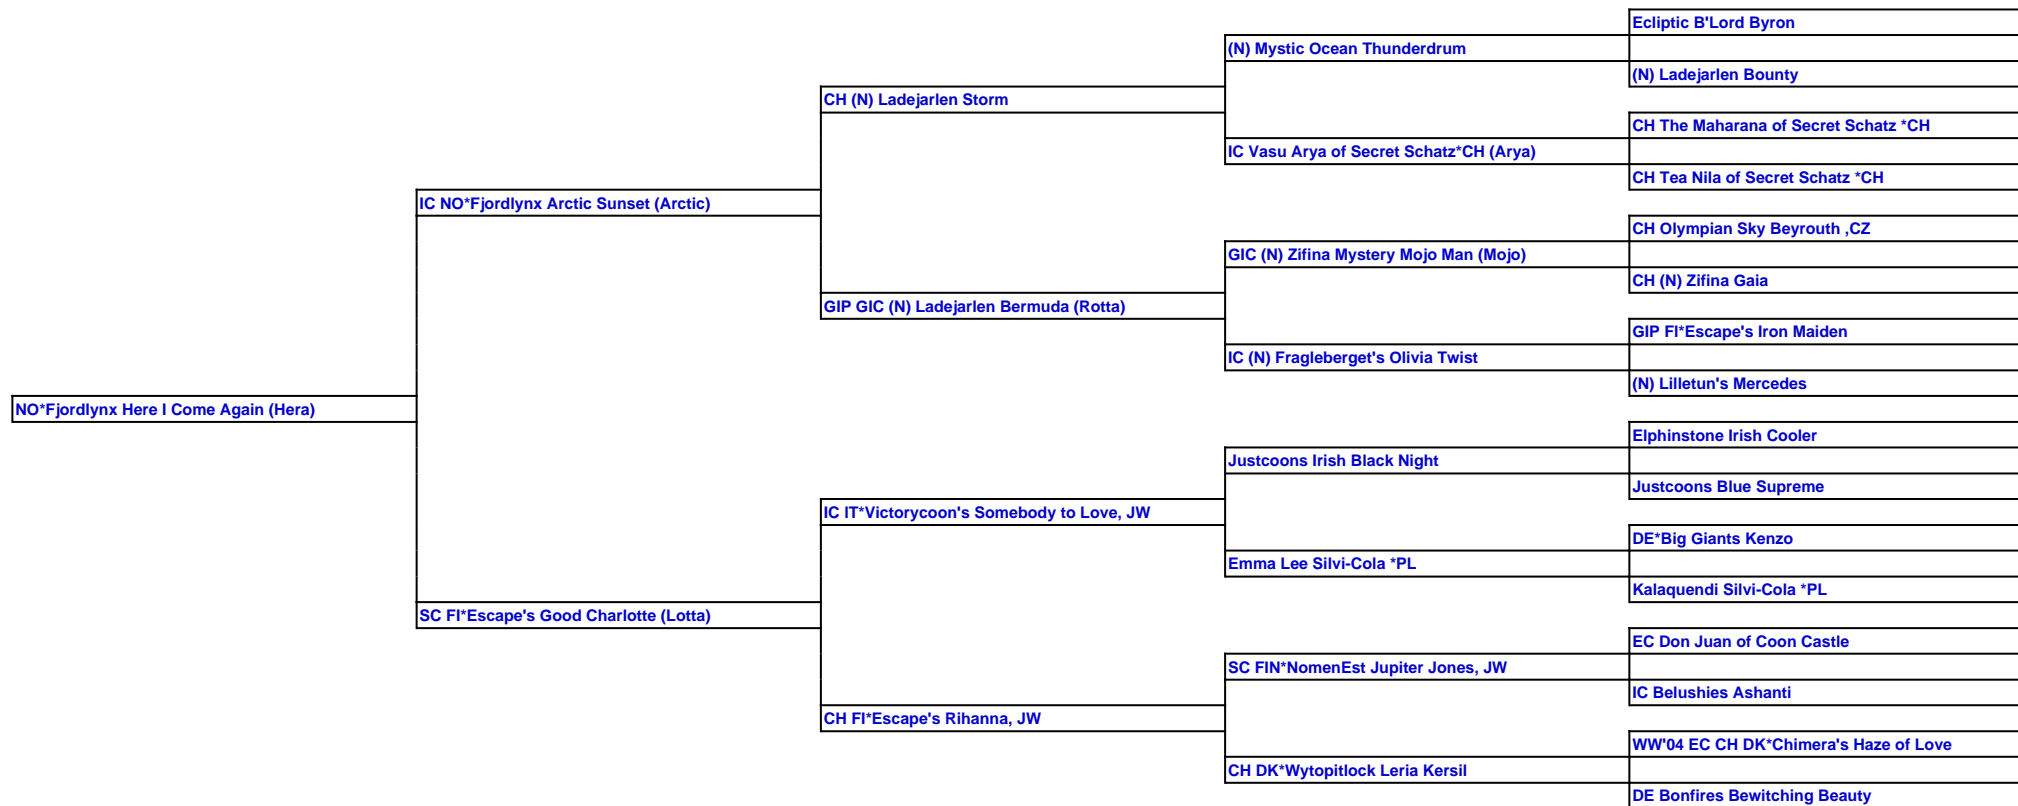 Ecliptic B'Lord Byron
(N) Mystic Ocean Thunderdrum
(N) Ladejarlen Bounty
CH (N) Ladejarlen Storm
CH The Maharana of Secret Schatz *CH
IC Vasu Arya of Secret Schatz*CH (Arya)
CH Tea Nila of Secret Schatz *CH
IC NO*Fjordlynx Arctic Sunset (Arctic)
CH Olympian Sky Beyrouth ,CZ
GIC (N) Zifina Mystery Mojo Man (Mojo)
CH (N) Zifina Gaia
GIP GIC (N) Ladejarlen Bermuda (Rotta)
GIP FI*Escape's Iron Maiden
IC (N) Fragleberget's Olivia Twist
(N) Lilletun's Mercedes
NO*Fjordlynx Here I Come Again (Hera)
Elphinstone Irish Cooler
Justcoons Irish Black Night
Justcoons Blue Supreme
IC IT*Victorycoon's Somebody to Love, JW
DE*Big Giants Kenzo
Emma Lee Silvi-Cola *PL
Kalaquendi Silvi-Cola *PL
SC FI*Escape's Good Charlotte (Lotta)
EC Don Juan of Coon Castle
SC FIN*NomenEst Jupiter Jones, JW
IC Belushies Ashanti
CH FI*Escape's Rihanna, JW
WW'04 EC CH DK*Chimera's Haze of Love
CH DK*Wytopitlock Leria Kersil
DE Bonfires Bewitching Beauty